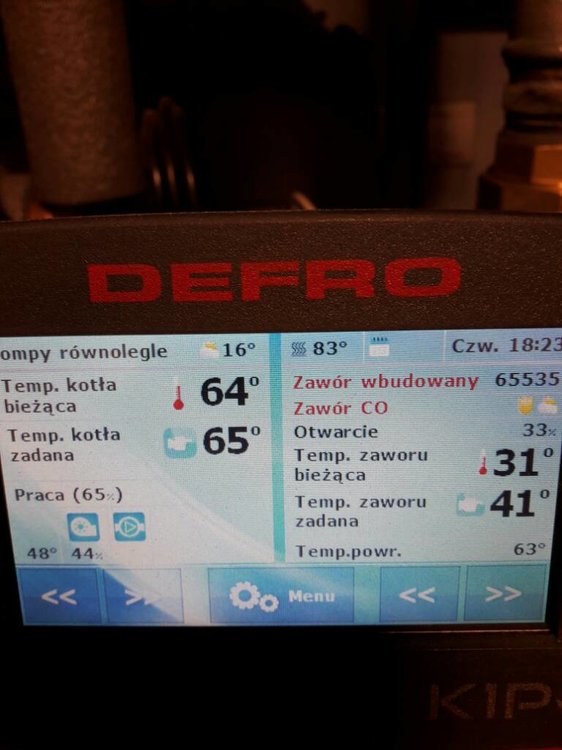 DEFRO
ompy równolegle 16°
Temp. kotła
bieżąca 64°
Temp. kotła
zadana 65°
Praca (65%)
48° 44%
<< >>
Menu
83° Czw. 18:23
Zawór wbudowany 65535
Zawór CO
Otwarcie 33%
Temp. zaworu
bieżąca 31°
Temp. zaworu
zadana 41°
Temp.powr. 63°
<< >>
KIP